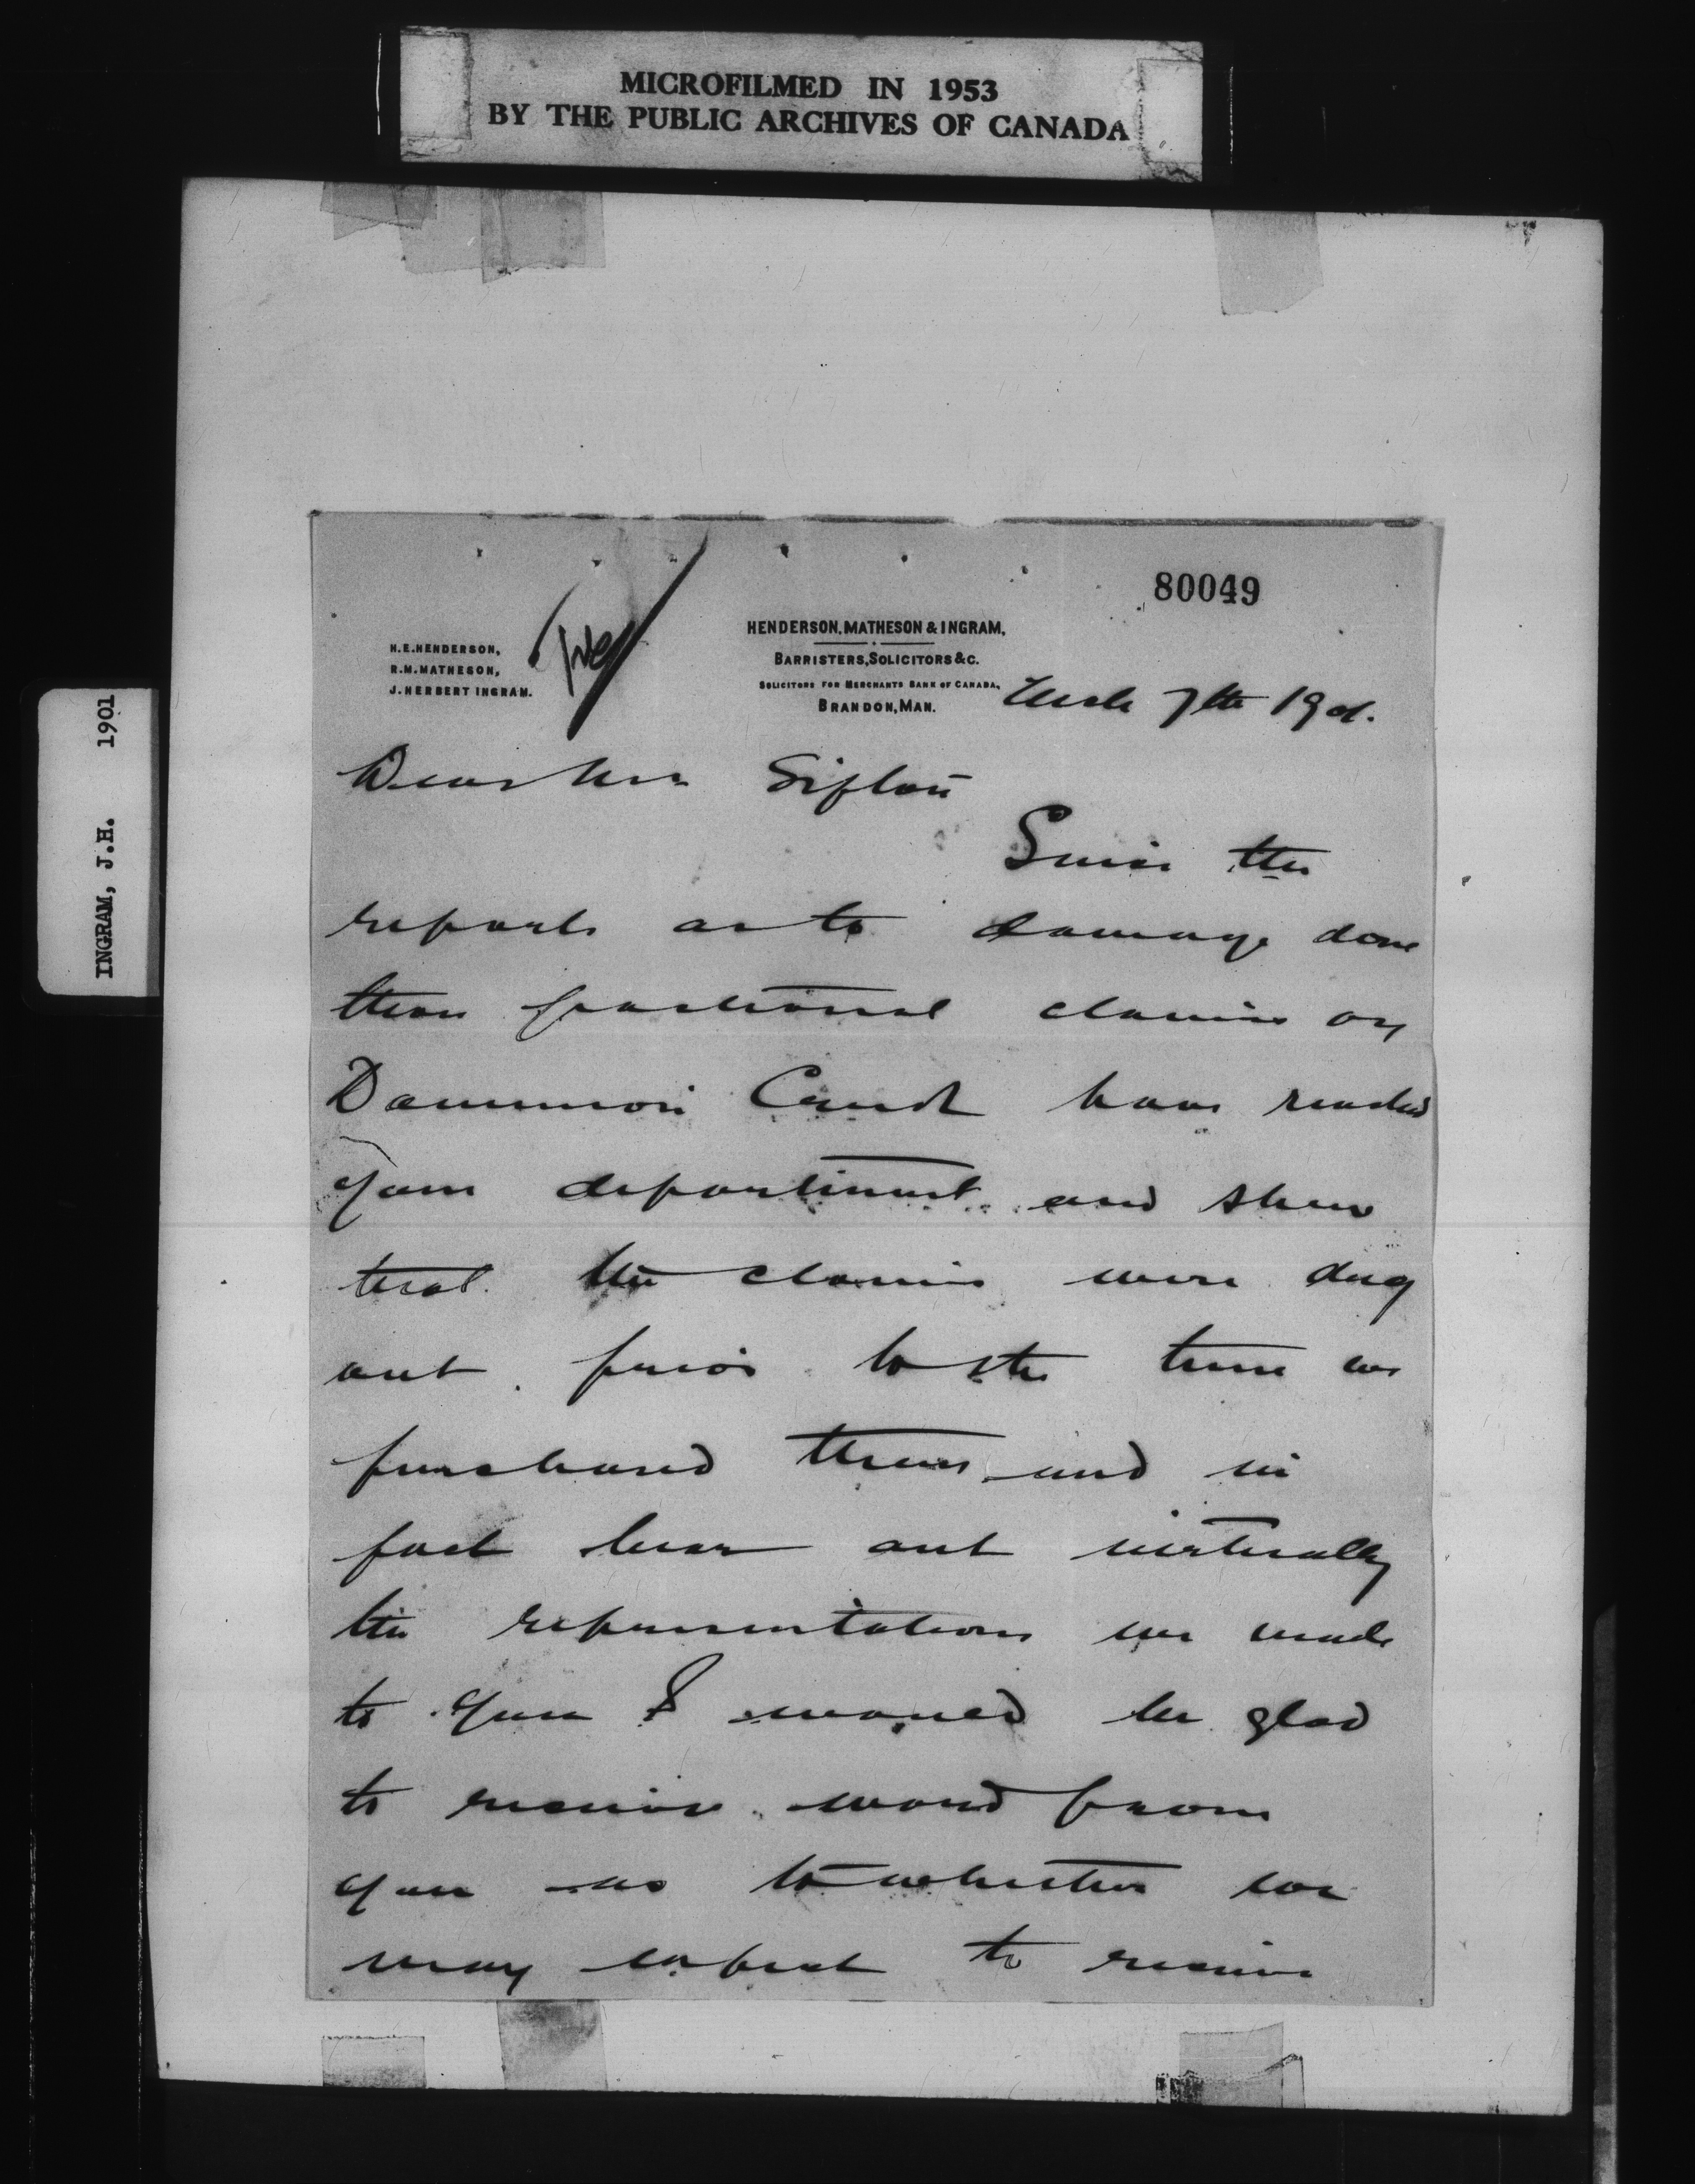 MICROFILMED IN 1953
BY THE PUBLIC ARCHIVES OF CANADA
INGRAM, J.H. 1901
80049
H.E. HENDERSON,
R.M. MATHESON,
J. HERBERT INGRAM.
HENDERSON, MATHESON & INGRAM,
BARRISTERS, SOLICITORS &C.
SOLICITORS FOR MERCHANTS BANK OF CANADA,
BRANDON, MAN.
Mch 7th 1901.
Dear Mr Sifton
Since the
reports as to damage done
those fractional claims on
Dominion Creek have reached
your department and shew
that the claims were dug
out prior to the time we
purchased them and in
fact bear out virtually
the representations we made
to you I would be glad
to receive word from
you as to whether we
may expect to receive